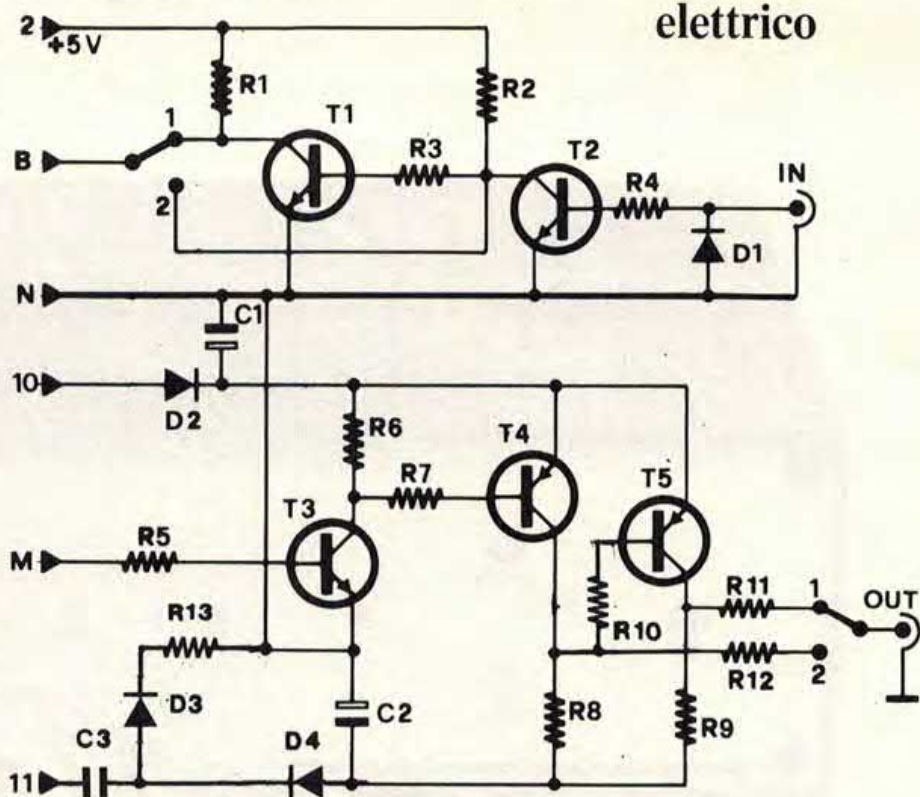 elettrico
2
+5V
R1
R2
T1
1
B
R3
T2
R4
IN
2
D1
N
C1
10
D2
R6
T4
R7
T5
T3
R5
M
R11
1
OUT
R13
R10
R12
2
D3
C2
R8
R9
C3
D4
11